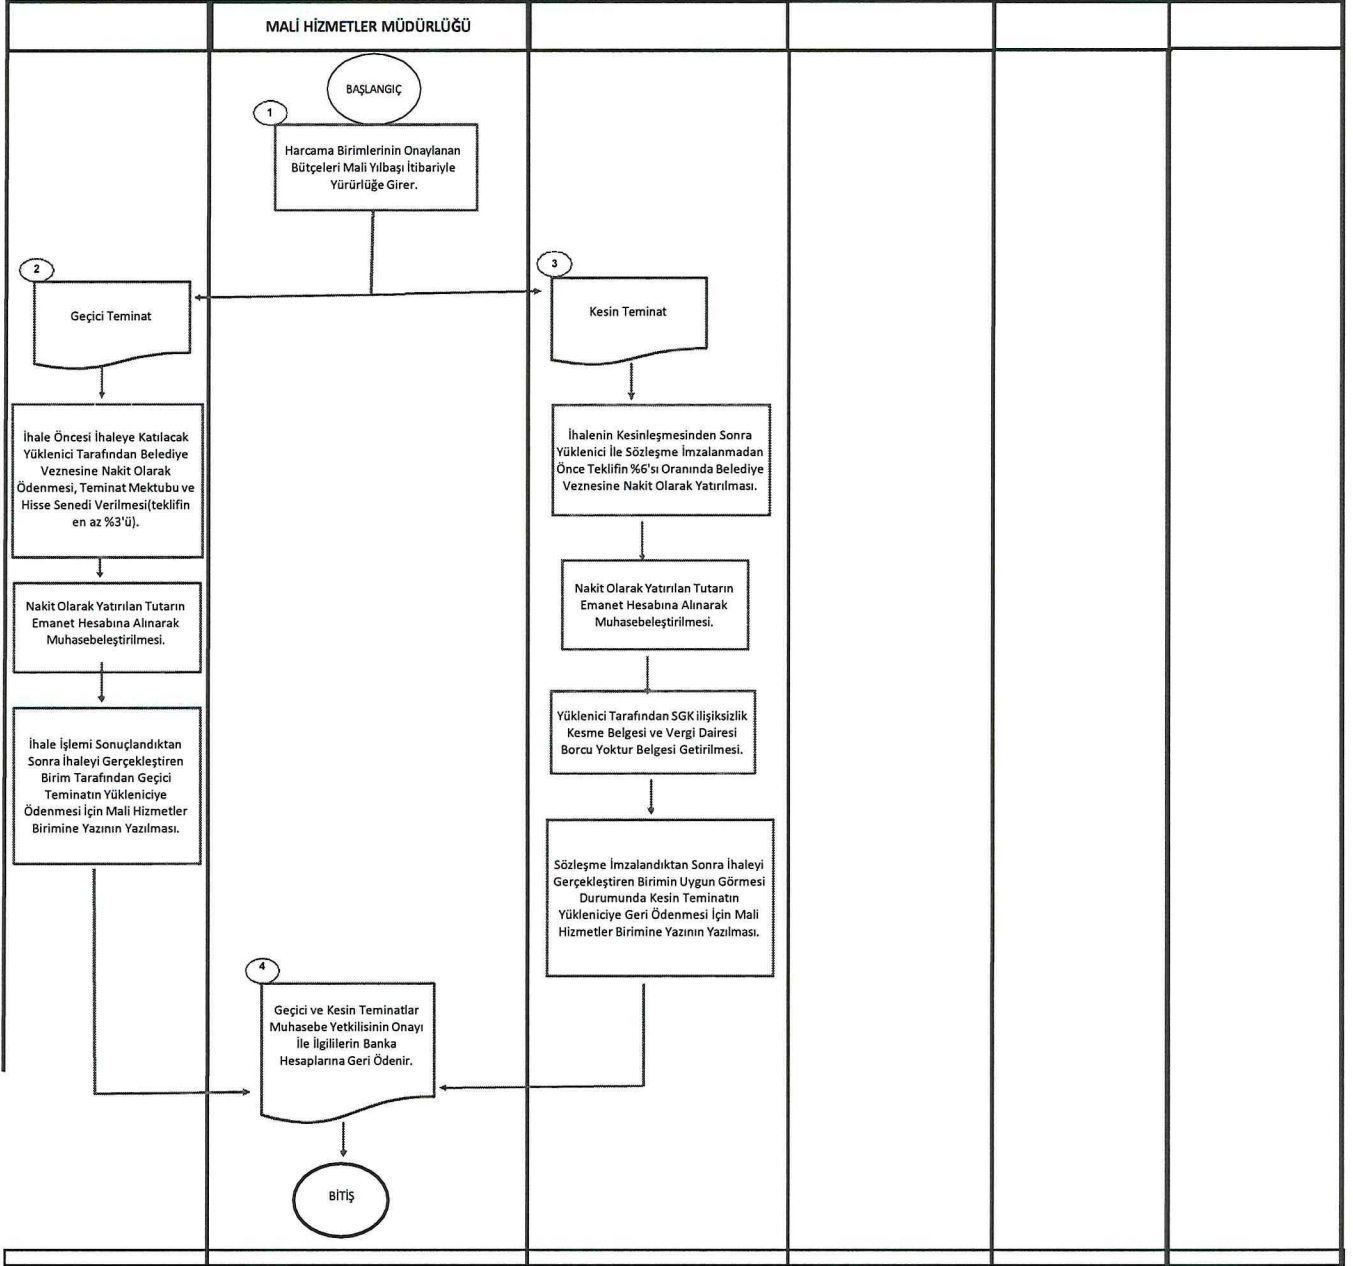 MALİ HİZMETLER MÜDÜRLÜĞÜ
BAŞLANGIÇ
1
Harcama Birimlerinin Onaylanan
Bütçeleri Mali Yılbaşı İtibariyle
Yürürlüğe Girer.
2
Geçici Teminat
3
Kesin Teminat
İhale Öncesi İhaleye Katılacak
Yüklenici Tarafından Belediye
Veznesine Nakit Olarak
Ödenmesi, Teminat Mektubu ve
Hisse Senedi Verilmesi(teklifin
en az %3'ü).
Nakit Olarak Yatırılan Tutarın
Emanet Hesabına Alınarak
Muhasebeleştirilmesi.
İhale İşlemi Sonuçlandıktan
Sonra İhaleyi Gerçekleştiren
Birim Tarafından Geçici
Teminatın Yükleniciye
Ödenmesi İçin Mali Hizmetler
Birimine Yazının Yazılması.
İhalenin Kesinleşmesinden Sonra
Yüklenici İle Sözleşme İmzalanmadan
Önce Teklifin %6'sı Oranında Belediye
Veznesine Nakit Olarak Yatırılması.
Nakit Olarak Yatırılan Tutarın
Emanet Hesabına Alınarak
Muhasebeleştirilmesi.
Yüklenici Tarafından SGK ilişiksizlik
Kesme Belgesi ve Vergi Dairesi
Borcu Yoktur Belgesi Getirilmesi.
Sözleşme İmzalandıktan Sonra İhaleyi
Gerçekleştiren Birimin Uygun Görmesi
Durumunda Kesin Teminatın
Yükleniciye Geri Ödenmesi İçin Mali
Hizmetler Birimine Yazının Yazılması.
4
Geçici ve Kesin Teminatlar
Muhasebe Yetkilisinin Onayı
İle İlgililerin Banka
Hesaplarına Geri Ödenir.
BİTİŞ